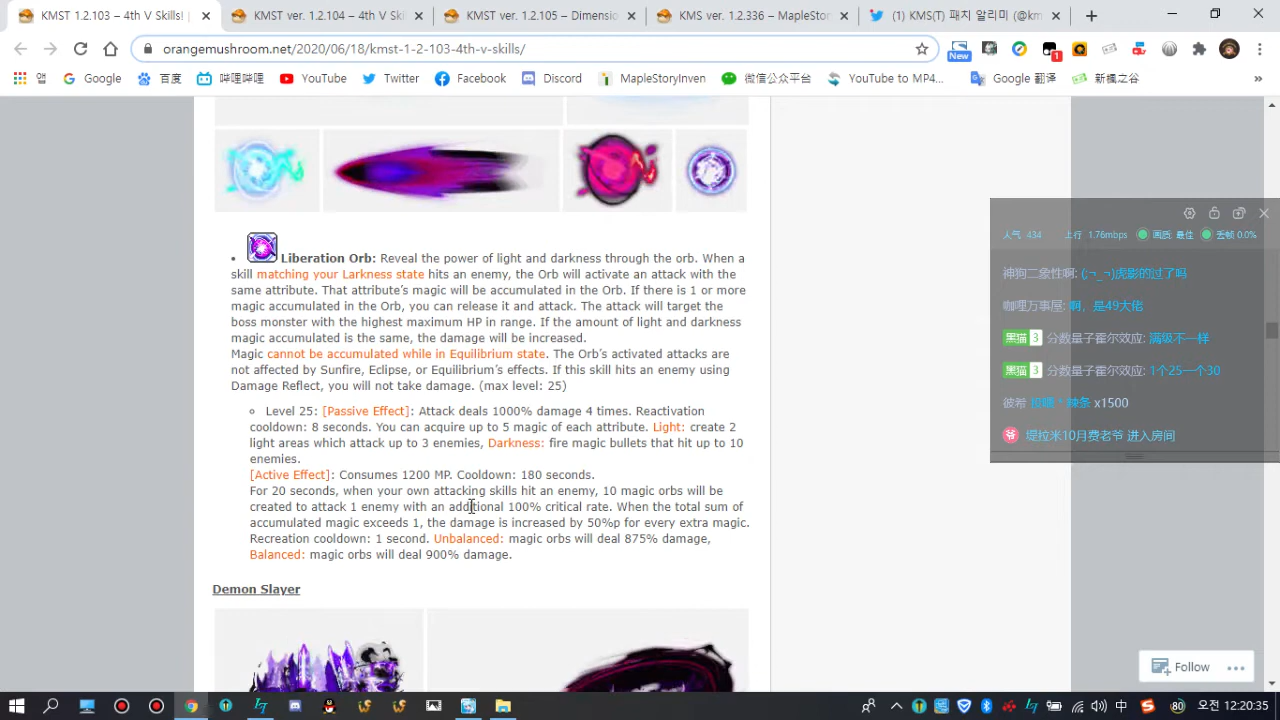 KMST 1.2.103 – 4th V Skills! |
KMST ver. 1.2.104 – 4th V Skil
KMST ver. 1.2.105 – Dimensio
KMS ver. 1.2.336 – MapleStor
(1) KMS(T) 패치 알리미 (@km
orangemushroom.net/2020/06/18/kmst-1-2-103-4th-v-skills/
New
1
앱
Google
百度
哔哩哔哩
YouTube
Twitter
Facebook
Discord
MapleStoryInven
微信公众平台
YouTube to MP4...
Google 翻译
新楓之谷
»
Liberation Orb: Reveal the power of light and darkness through the orb. When a
skill matching your Larkness state hits an enemy, the Orb will activate an attack with the
same attribute. That attribute's magic will be accumulated in the Orb. If there is 1 or more
magic accumulated in the Orb, you can release it and attack. The attack will target the
boss monster with the highest maximum HP in range. If the amount of light and darkness
magic accumulated is the same, the damage will be increased.
Magic cannot be accumulated while in Equilibrium state. The Orb's activated attacks are
not affected by Sunfire, Eclipse, or Equilibrium's effects. If this skill hits an enemy using
Damage Reflect, you will not take damage. (max level: 25)
Level 25: [Passive Effect]: Attack deals 1000% damage 4 times. Reactivation
cooldown: 8 seconds. You can acquire up to 5 magic of each attribute. Light: create 2
light areas which attack up to 3 enemies, Darkness: fire magic bullets that hit up to 10
enemies.
[Active Effect]: Consumes 1200 MP. Cooldown: 180 seconds.
For 20 seconds, when your own attacking skills hit an enemy, 10 magic orbs will be
created to attack 1 enemy with an additional 100% critical rate. When the total sum of
accumulated magic exceeds 1, the damage is increased by 50%p for every extra magic.
Recreation cooldown: 1 second. Unbalanced: magic orbs will deal 875% damage,
Balanced: magic orbs will deal 900% damage.
Demon Slayer
人气 434 上行 1.76mbps 画质: 最佳 丢帧 0.0%
神狗二象性啊: (;¬_¬)虎影的过了吗
咖哩万事屋: 啊，是49大佬
黑猫 3 分数量子霍尔效应: 满级不一样
黑猫 3 分数量子霍尔效应: 1个25一个30
彼希 投喂 * 辣条 x1500
爷 堤拉米10月费老爷 进入房间
Follow ...
中
80
오전 12:20:35